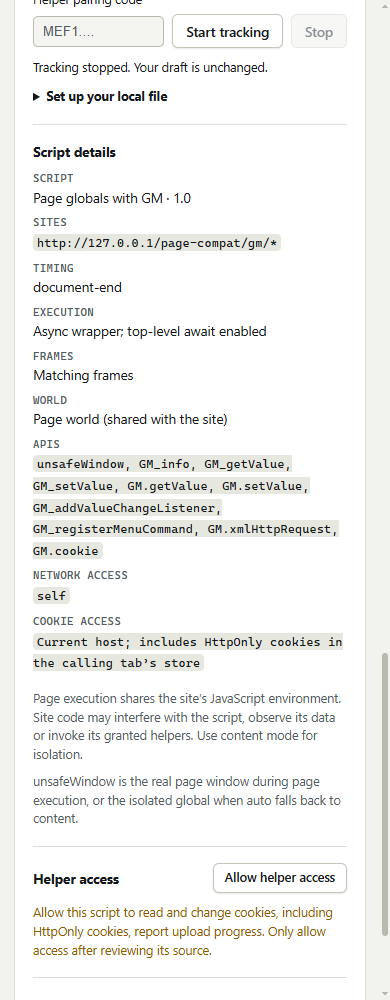 Helper pairing code
MEF1....
Start tracking
Stop
Tracking stopped. Your draft is unchanged.
▶ Set up your local file
Script details
SCRIPT
Page globals with GM · 1.0
SITES
http://127.0.0.1/page-compat/gm/*
TIMING
document-end
EXECUTION
Async wrapper; top-level await enabled
FRAMES
Matching frames
WORLD
Page world (shared with the site)
APIS
unsafeWindow, GM_info, GM_getValue,
GM_setValue, GM.getValue, GM.setValue,
GM_addValueChangeListener,
GM_registerMenuCommand, GM.xmlHttpRequest,
GM.cookie
NETWORK ACCESS
self
COOKIE ACCESS
Current host; includes HttpOnly cookies in
the calling tab’s store
Page execution shares the site’s JavaScript environment.
Site code may interfere with the script, observe its data
or invoke its granted helpers. Use content mode for
isolation.
unsafeWindow is the real page window during page
execution, or the isolated global when auto falls back to
content.
Helper access
Allow helper access
Allow this script to read and change cookies, including
HttpOnly cookies, report upload progress. Only allow
access after reviewing its source.